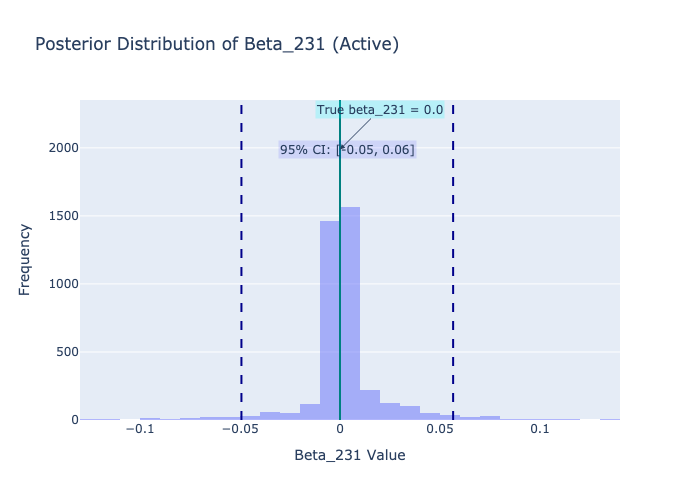 Posterior Distribution of Beta_231 (Active)
True beta_231 = 0.0
95% CI: [-0.05, 0.06]
Frequency
2000
1500
1000
500
0
−0.1
−0.05
0
0.05
0.1
Beta_231 Value